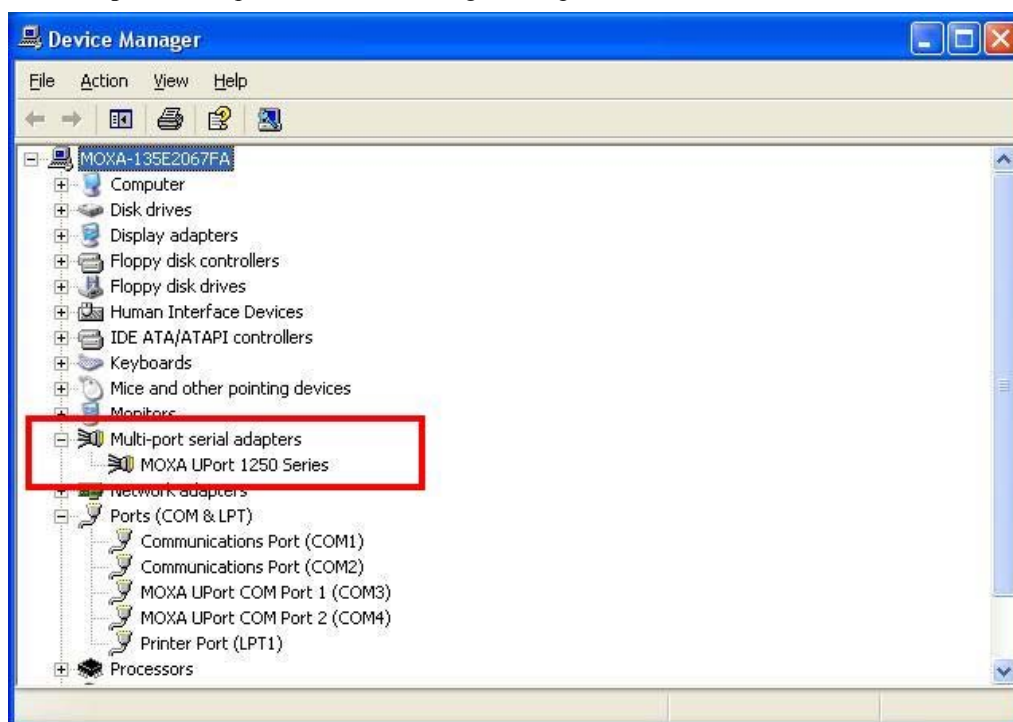 Device Manager
File Action View Help
MOXA-135E2067FA
Computer
Disk drives
Display adapters
Floppy disk controllers
Floppy disk drives
Human Interface Devices
IDE ATA/ATAPI controllers
Keyboards
Mice and other pointing devices
Monitors
Multi-port serial adapters
MOXA UPort 1250 Series
Network adapters
Ports (COM & LPT)
Communications Port (COM1)
Communications Port (COM2)
MOXA UPort COM Port 1 (COM3)
MOXA UPort COM Port 2 (COM4)
Printer Port (LPT1)
Processors